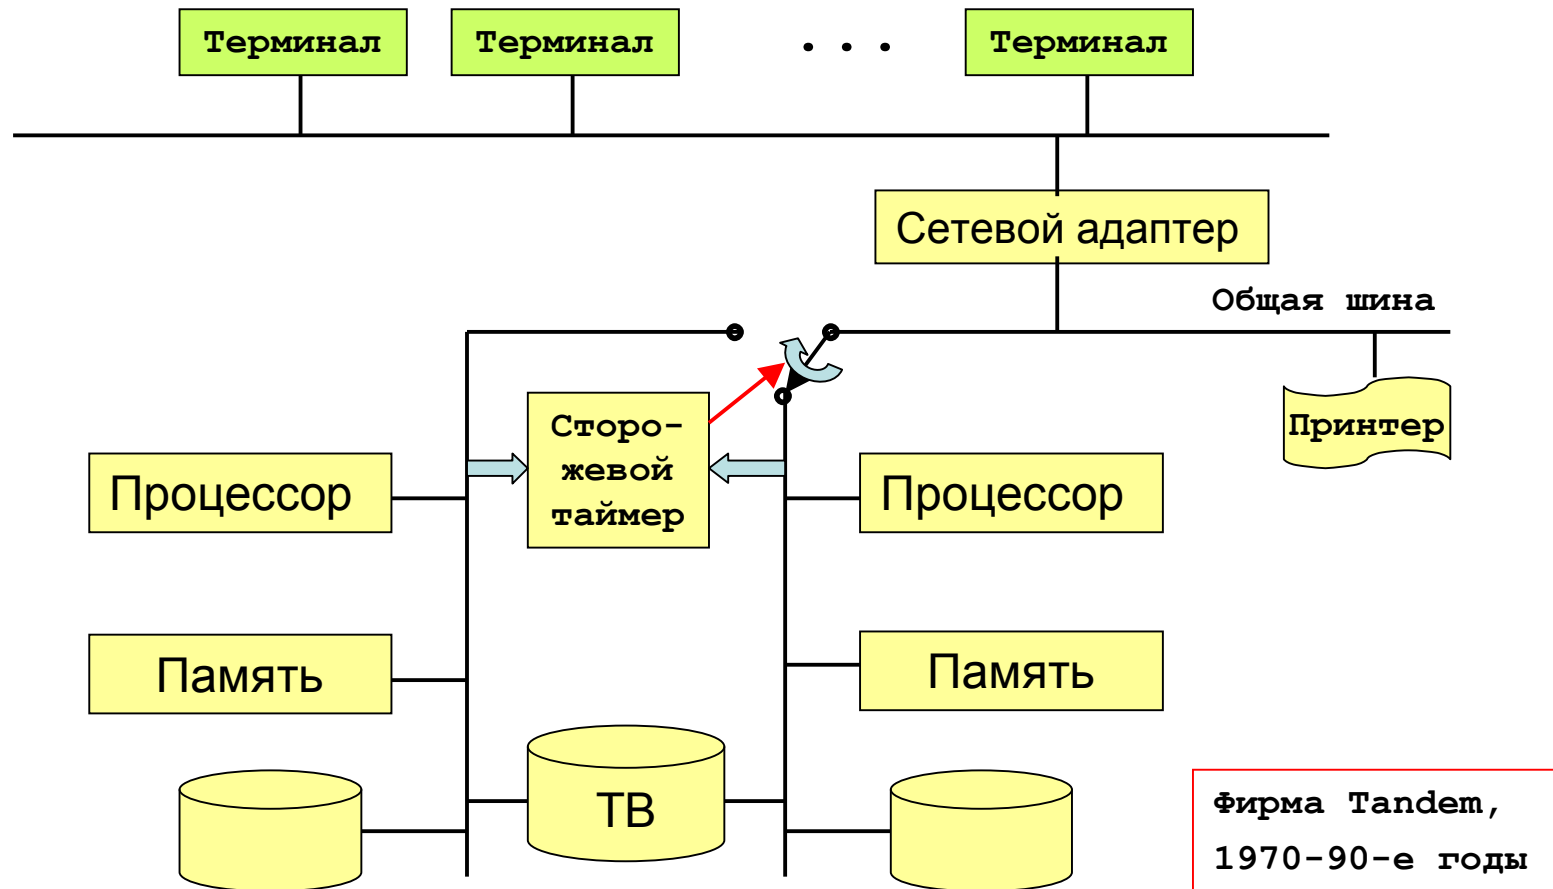 Терминал
Терминал
. . .
Терминал
Сетевой адаптер
Общая шина
Принтер
Сторо-
жевой
таймер
Процессор
Процессор
Память
Память
ТВ
Фирма Tandem,
1970-90-е годы